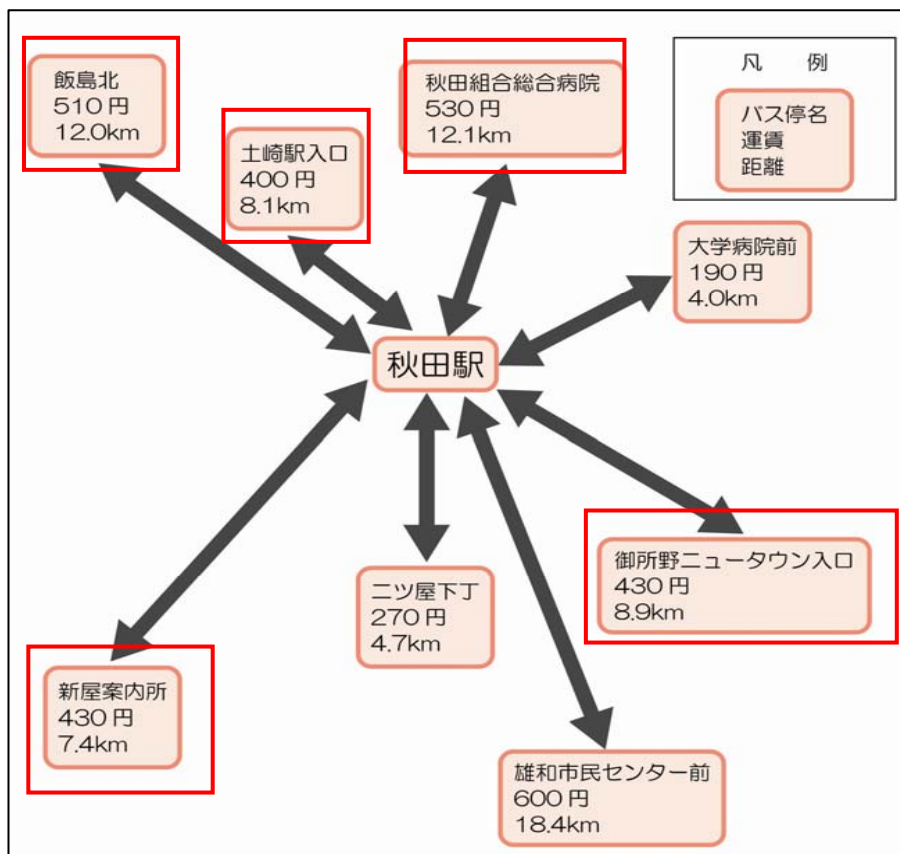 飯島北
510円
12.0km
土崎駅入口
400円
8.1km
秋田組合総合病院
530円
12.1km
凡 例
バス停名
運賃
距離
大学病院前
190円
4.0km
秋田駅
二ツ屋下丁
270円
4.7km
御所野ニュータウン入口
430円
8.9km
新屋案内所
430円
7.4km
雄和市民センター前
600円
18.4km